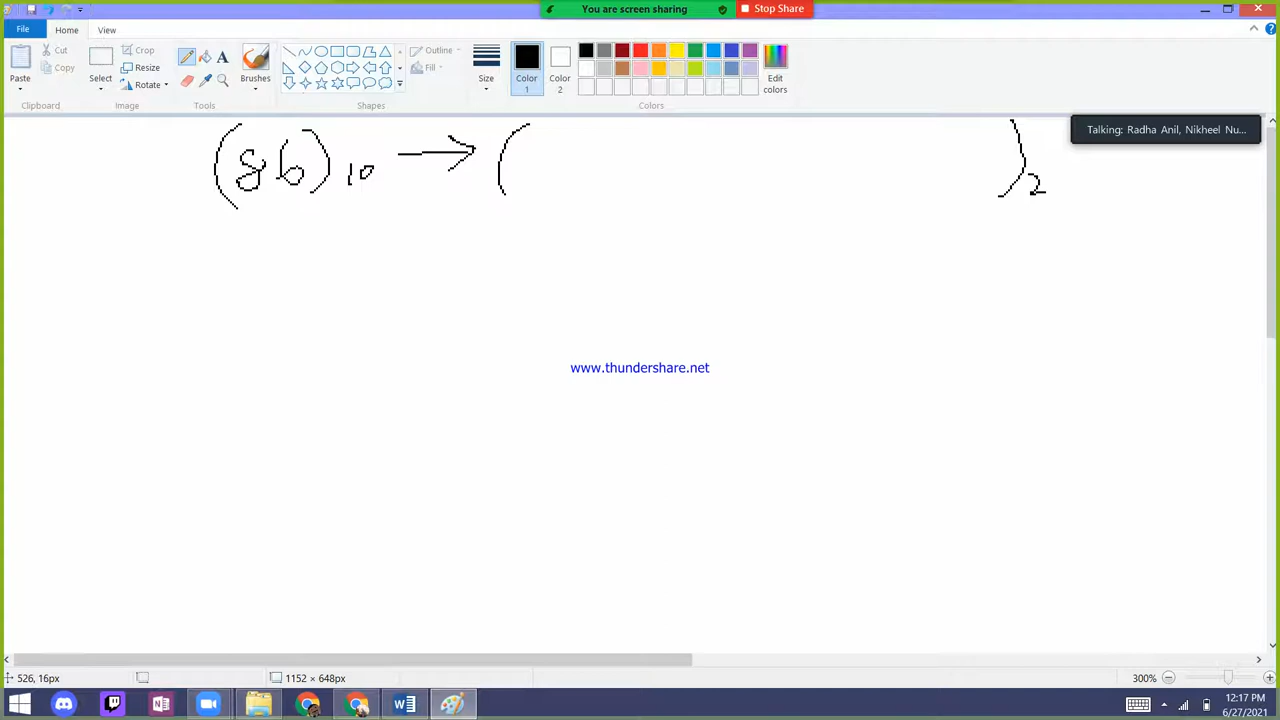 You are screen sharing Stop Share
File Home View
Paste Cut Copy Clipboard
Select Crop Resize Rotate Image
Tools
Brushes
Outline Fill Shapes
Size
Color 1
Color 2
Edit colors
Colors
Talking: Radha Anil, Nikheel Nu...
(86)10 → ( )2
www.thundershare.net
526, 16px
1152 × 648px
300%
12:17 PM
6/27/2021